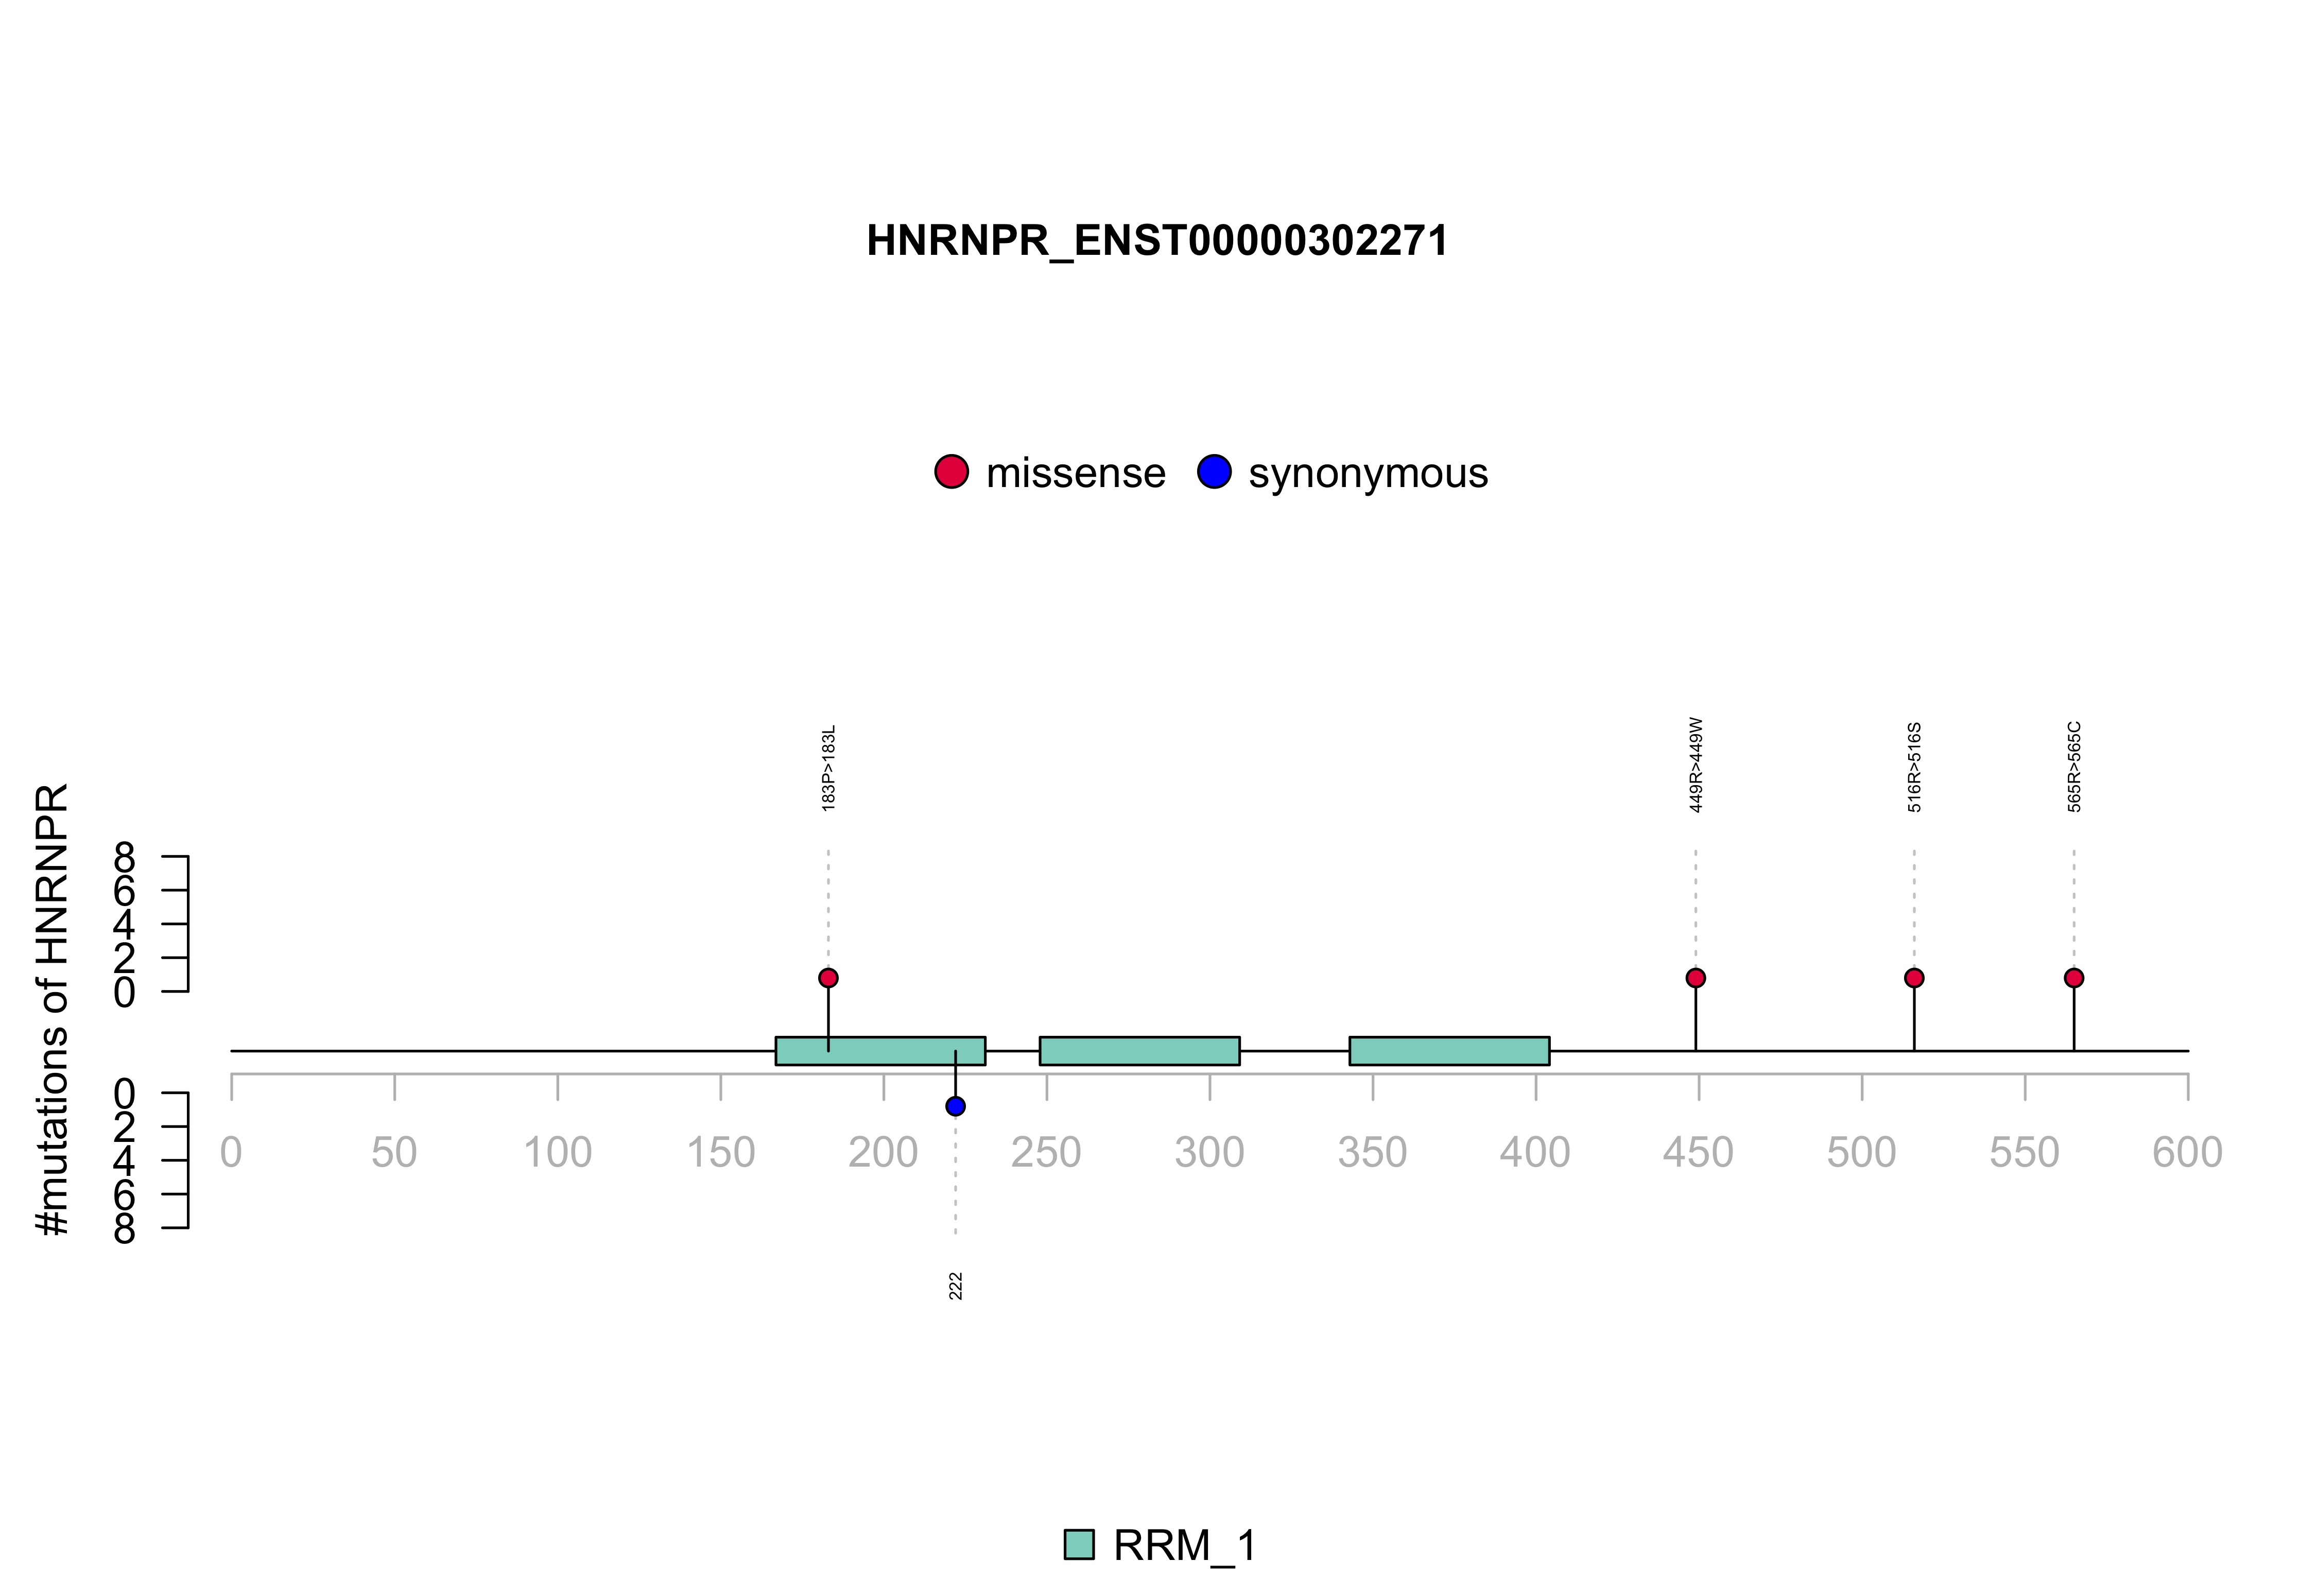 HNRNPR_ENST00000302271
missense synonymous
183P>183L 449R>449W 516R>516S 565R>565C
#mutations of HNRNPR
8
6
4
2
0
0
2
4
6
8
0 50 100 150 200 250 300 350 400 450 500 550 600
222
RRM_1